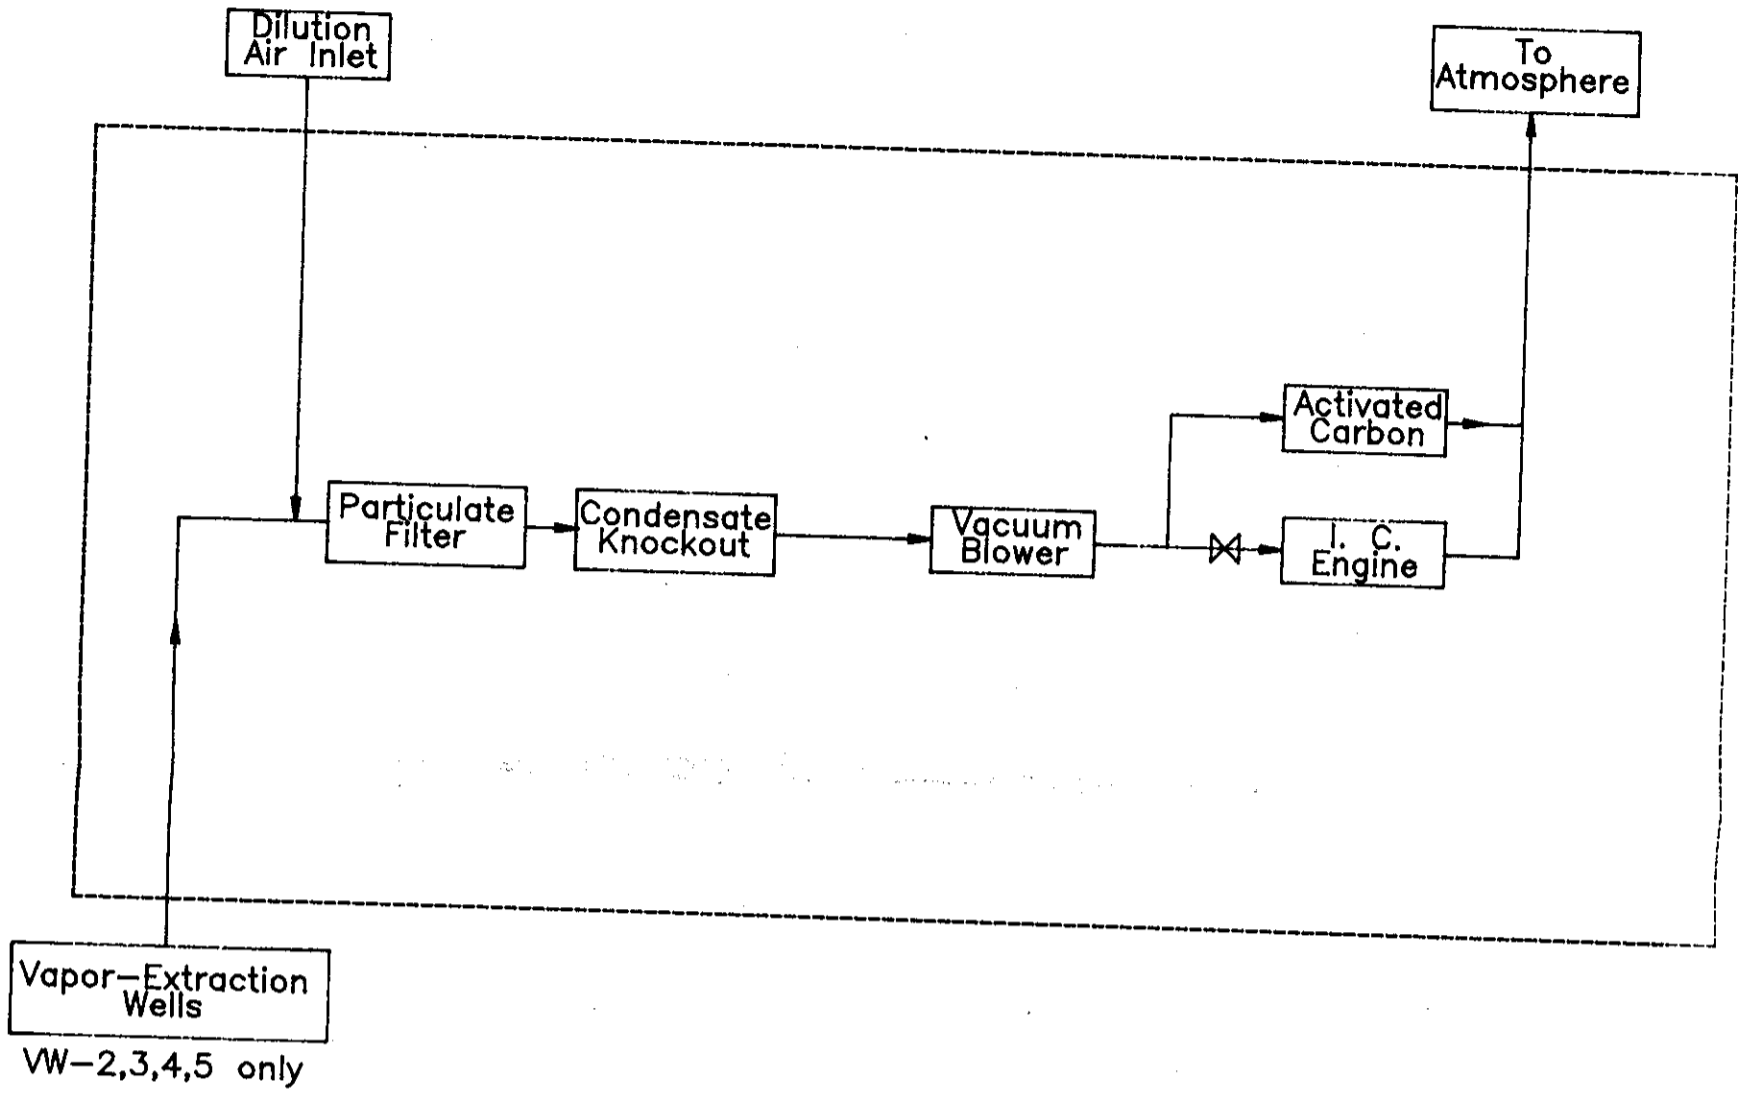 Dilution
Air Inlet
To
Atmosphere
Activated
Carbon
Particulate
Filter
Condensate
Knockout
Vacuum
Blower
I. C.
Engine
Vapor-Extraction
Wells
VW-2,3,4,5 only